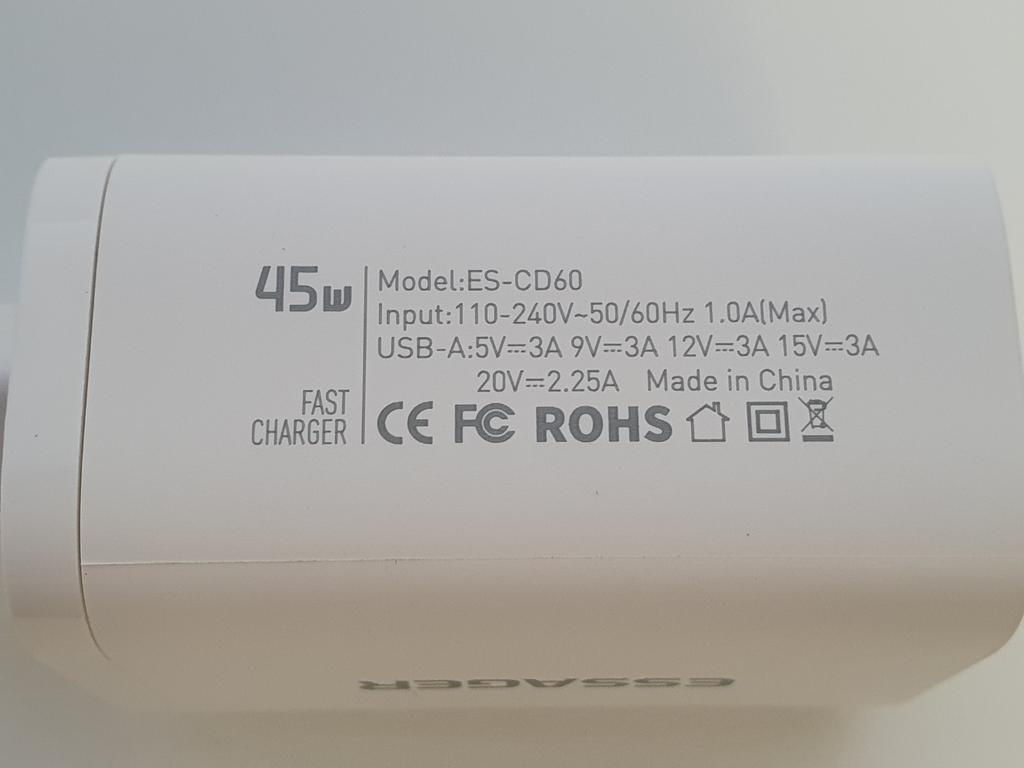 45W
Model:ES-CD60
Input:110-240V~50/60Hz 1.0A(Max)
USB-A:5V⎓3A 9V⎓3A 12V⎓3A 15V⎓3A
20V⎓2.25A Made in China
FAST
CHARGER
CE FC ROHS
ESSAGER